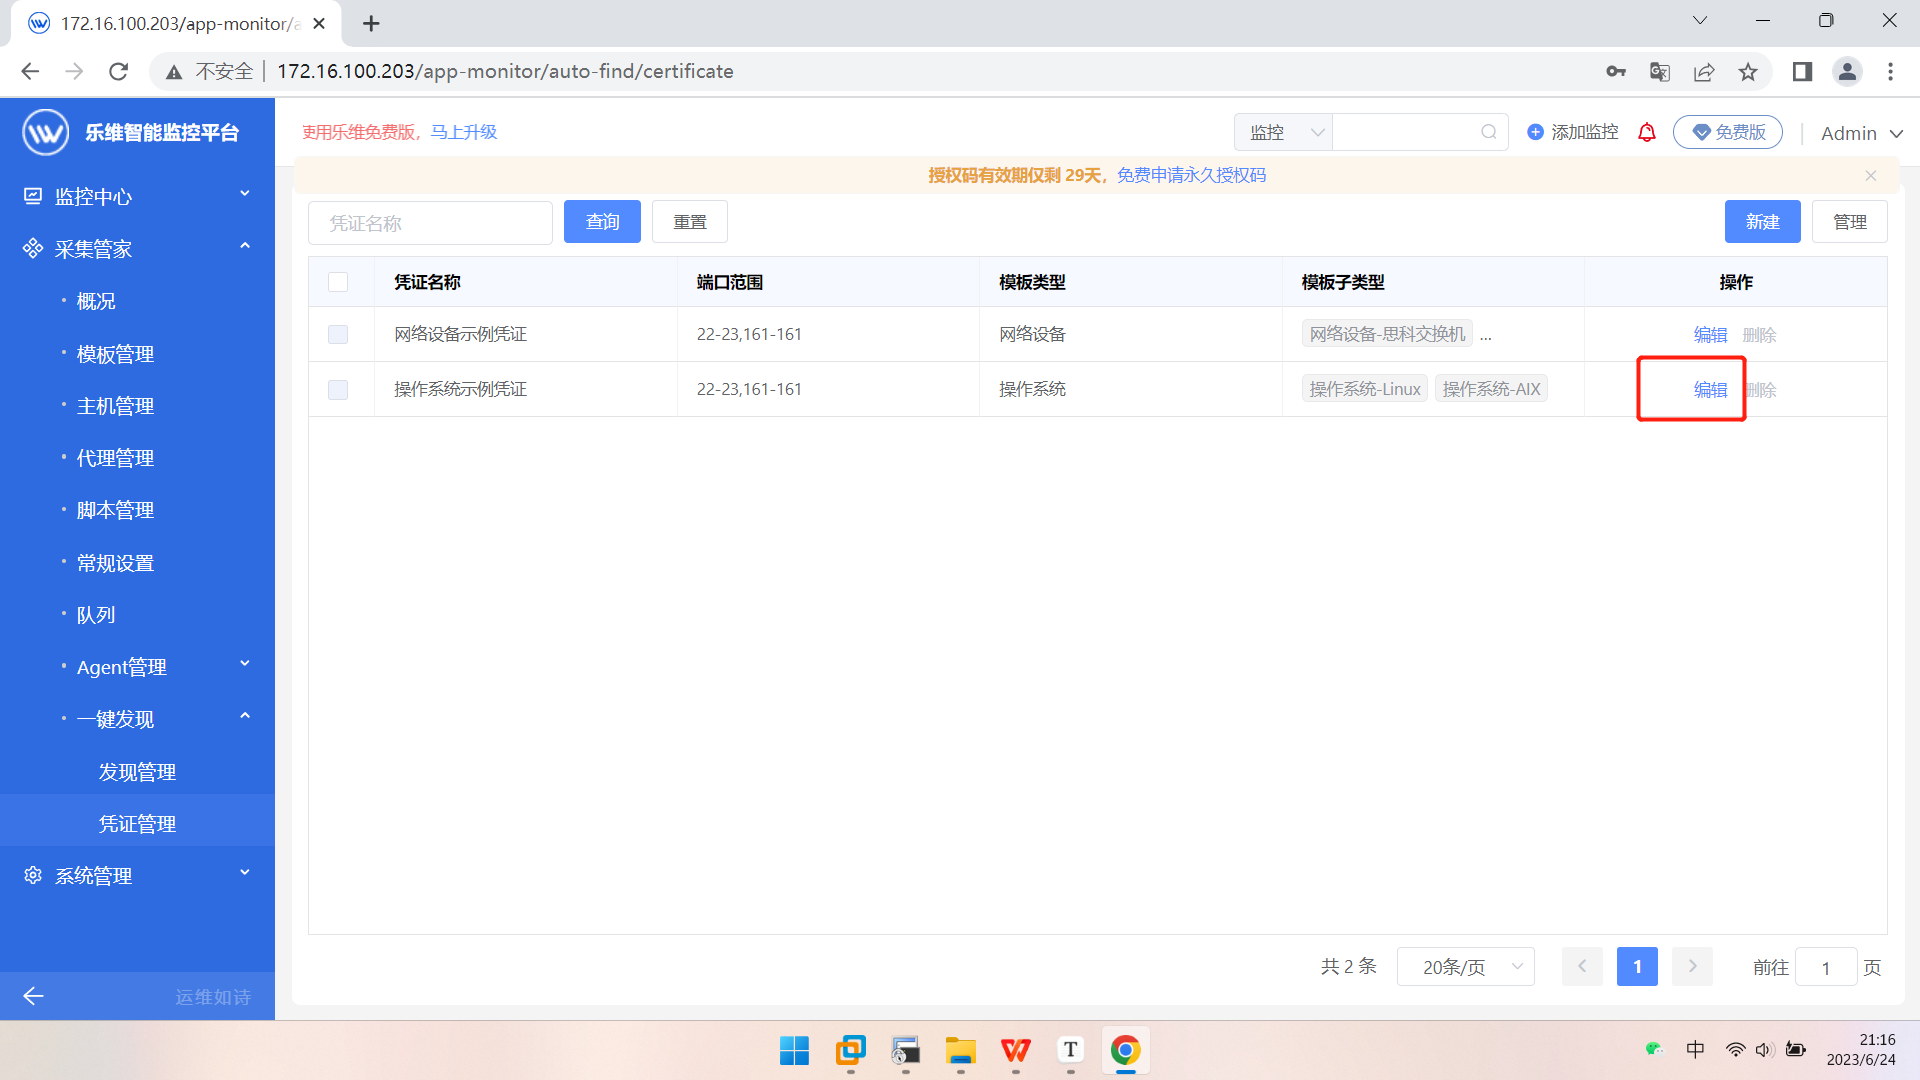 172.16.100.203/app-monitor/a
不安全 172.16.100.203/app-monitor/auto-find/certificate
乐维智能监控平台
使用乐维免费版，马上升级
监控
添加监控
免费版
Admin
授权码有效期仅剩 29天，免费申请永久授权码
监控中心
采集管家
概况
模板管理
主机管理
代理管理
脚本管理
常规设置
队列
Agent管理
一键发现
发现管理
凭证管理
系统管理
运维如诗
凭证名称
查询
重置
新建
管理
凭证名称 端口范围 模板类型 模板子类型 操作
网络设备示例凭证 22-23,161-161 网络设备 网络设备-思科交换机 ... 编辑 删除
操作系统示例凭证 22-23,161-161 操作系统 操作系统-Linux 操作系统-AIX 编辑 删除
共 2 条 20条/页 1 前往 1 页
T
中
21:16
2023/6/24